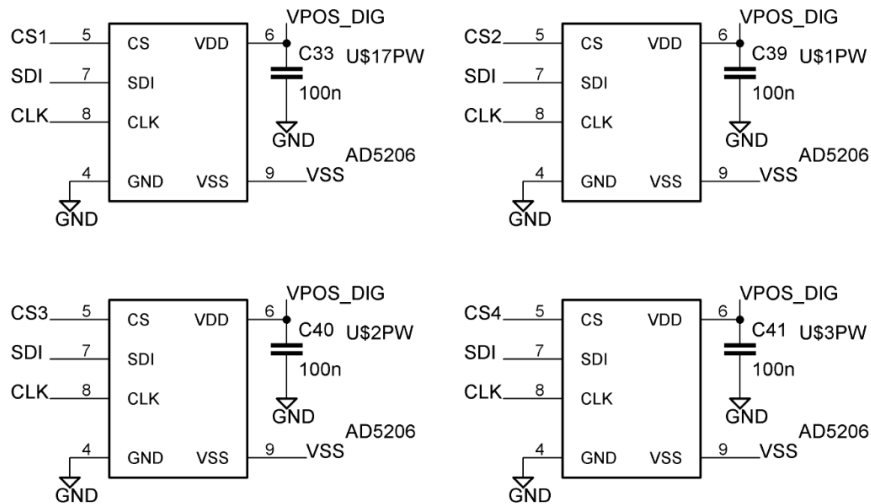 VPOS_DIG
CS1 5 CS VDD 6 C33 U$17PW
SDI 7 SDI 100n
CLK 8 CLK GND
AD5206
4 GND VSS 9 VSS
GND
VPOS_DIG
CS2 5 CS VDD 6 C39 U$1PW
SDI 7 SDI 100n
CLK 8 CLK GND
AD5206
4 GND VSS 9 VSS
GND
VPOS_DIG
CS3 5 CS VDD 6 C40 U$2PW
SDI 7 SDI 100n
CLK 8 CLK GND
AD5206
4 GND VSS 9 VSS
GND
VPOS_DIG
CS4 5 CS VDD 6 C41 U$3PW
SDI 7 SDI 100n
CLK 8 CLK GND
AD5206
4 GND VSS 9 VSS
GND